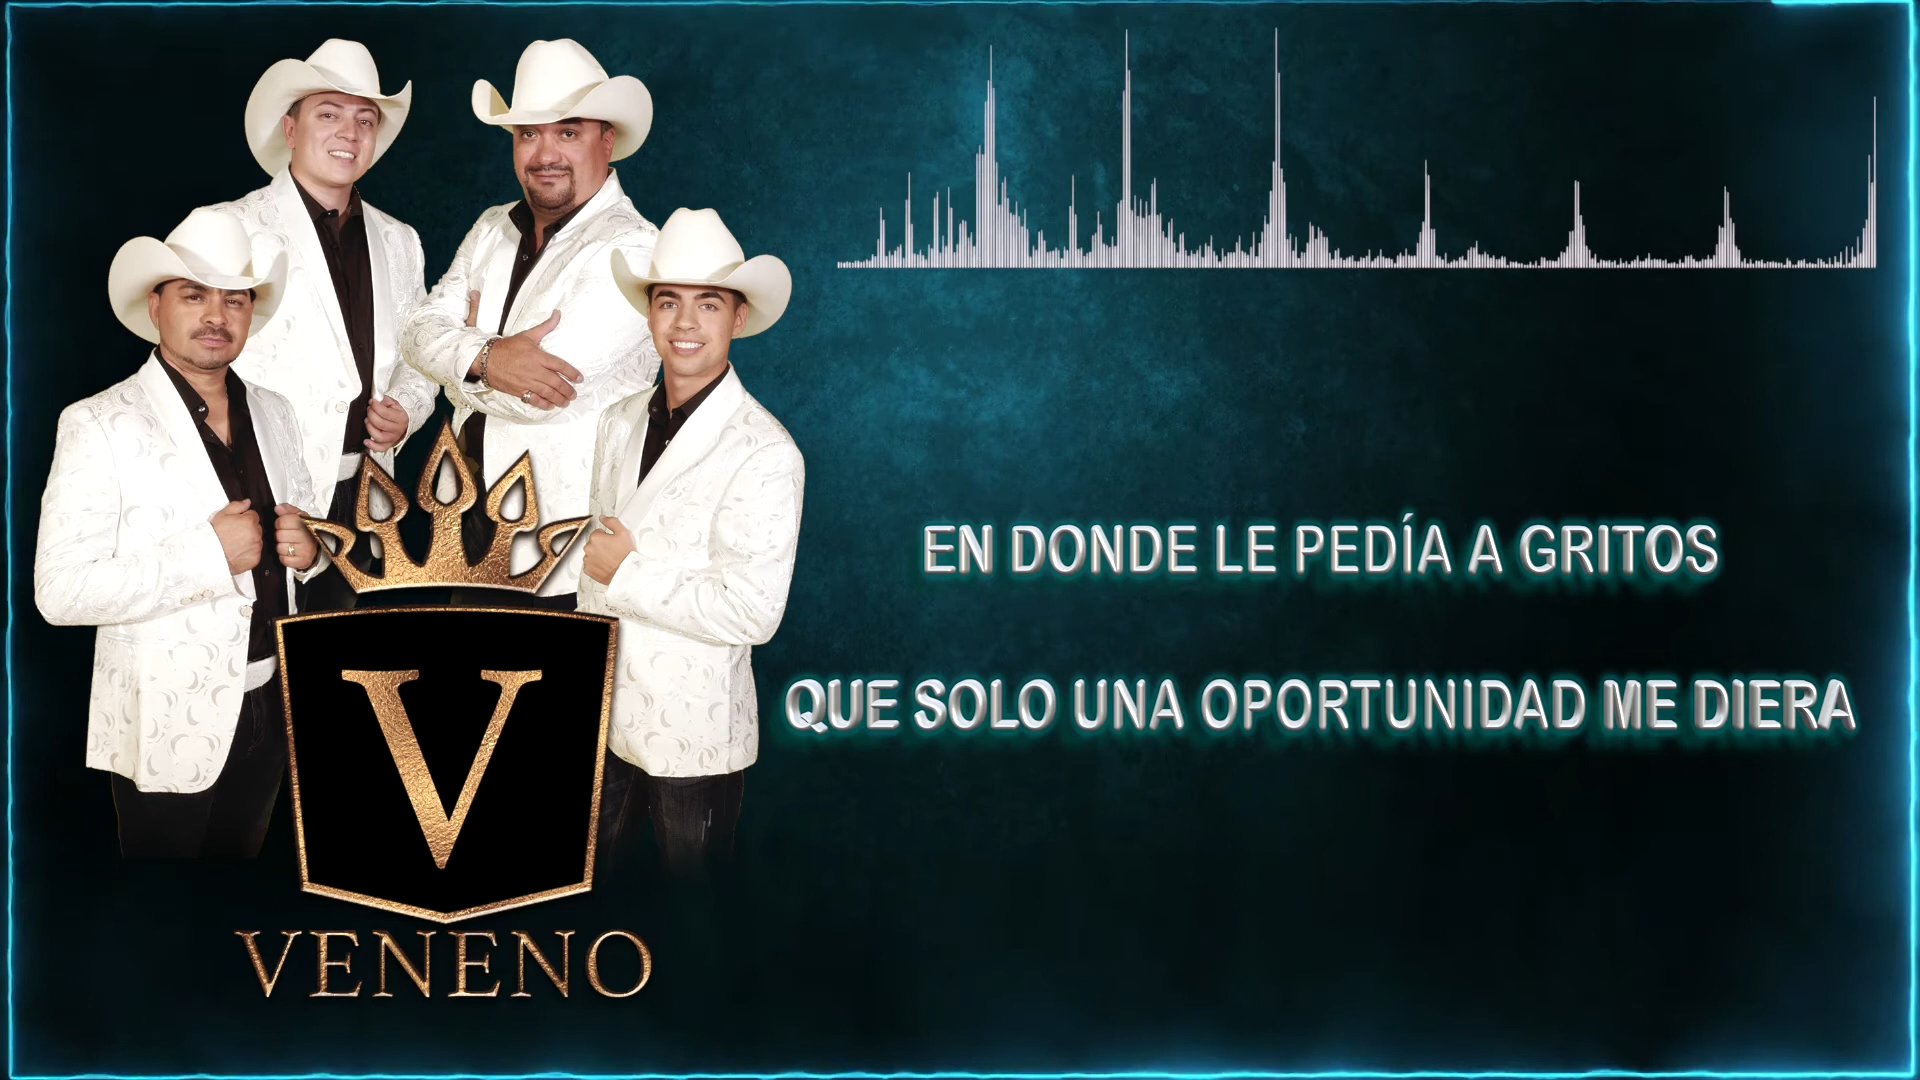 EN DONDE LE PEDÍA A GRITOS
QUE SOLO UNA OPORTUNIDAD ME DIERA
V
VENENO